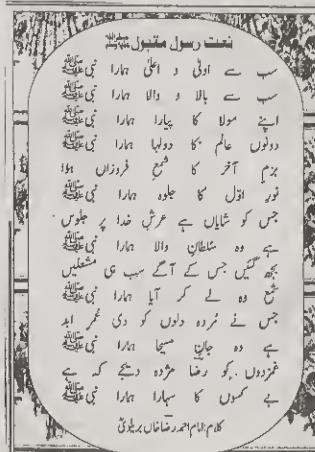 نعت رسول مقبول ﷺ
سب سے اولیٰ و اعلیٰ ہمارا نبی ﷺ
سب سے بالا و والا ہمارا نبی ﷺ
اپنے مولا کا پیارا ہمارا نبی ﷺ
دونوں عالم کا دولہا ہمارا نبی ﷺ
بزم آخر کا شمع فروزاں ہوا
نور اوّل کا جلوہ ہمارا نبی ﷺ
جس کو شایاں ہے عرش خدا پر جلوس
ہے وہ سلطان والا ہمارا نبی ﷺ
بجھ گئیں جس کے آگے سب ہی مشعلیں
شمع وہ لے کر آیا ہمارا نبی ﷺ
جس نے مُردہ دلوں کو دی عُمر ابد
ہے وہ جانِ مسیحا ہمارا نبی ﷺ
غمزدوں کو رضا مژدہ دیجے کہ ہے
بے کسوں کا سہارا ہمارا نبی ﷺ
کلام: امام احمد رضا خاں بریلویؒ